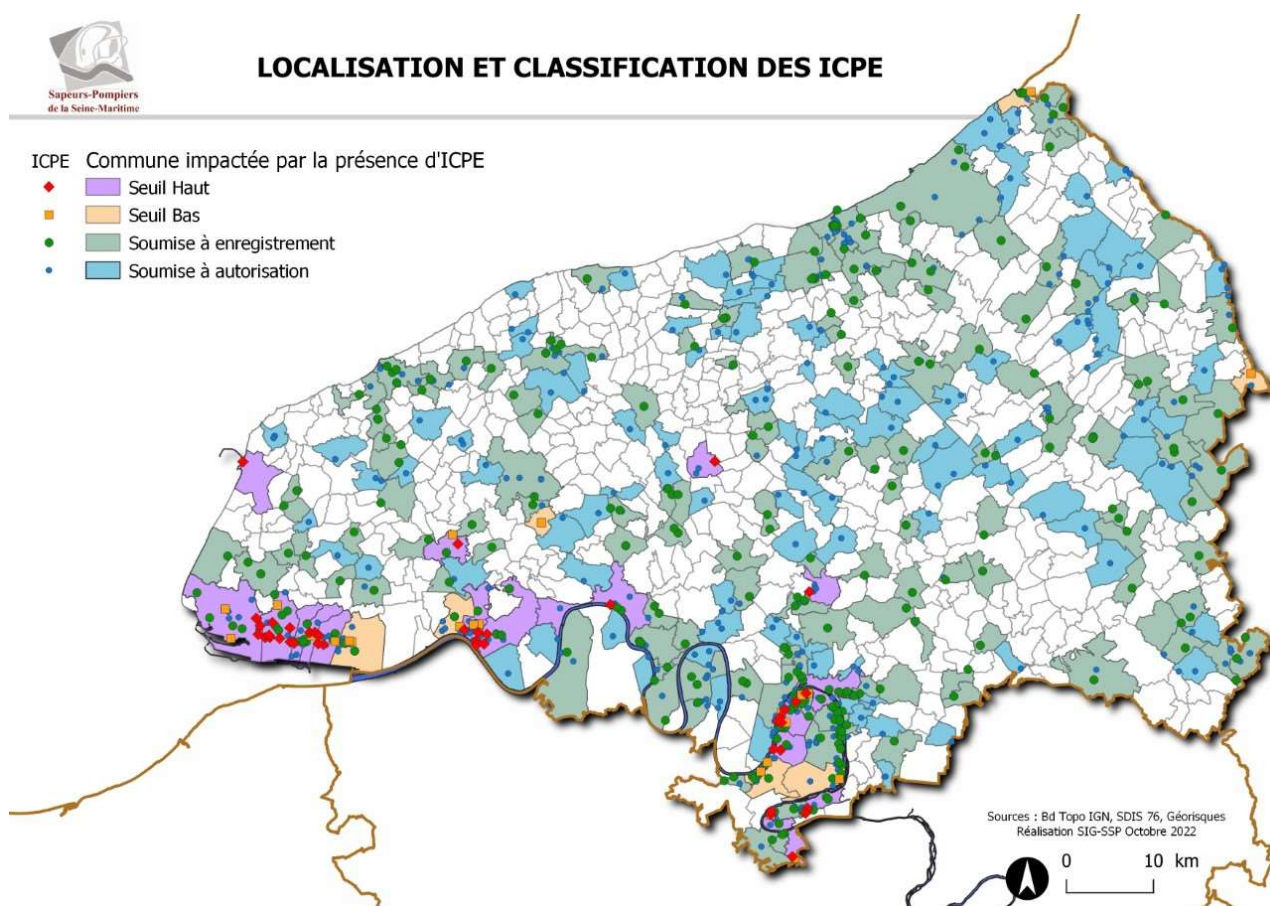 Sapeurs-Pompiers
de la Seine-Maritime
LOCALISATION ET CLASSIFICATION DES ICPE
ICPE Commune impactée par la présence d'ICPE
Seuil Haut
Seuil Bas
Soumise à enregistrement
Soumise à autorisation
Sources : Bd Topo IGN, SDIS 76, Géorisques
Réalisation SIG-SSP Octobre 2022
0 10 km